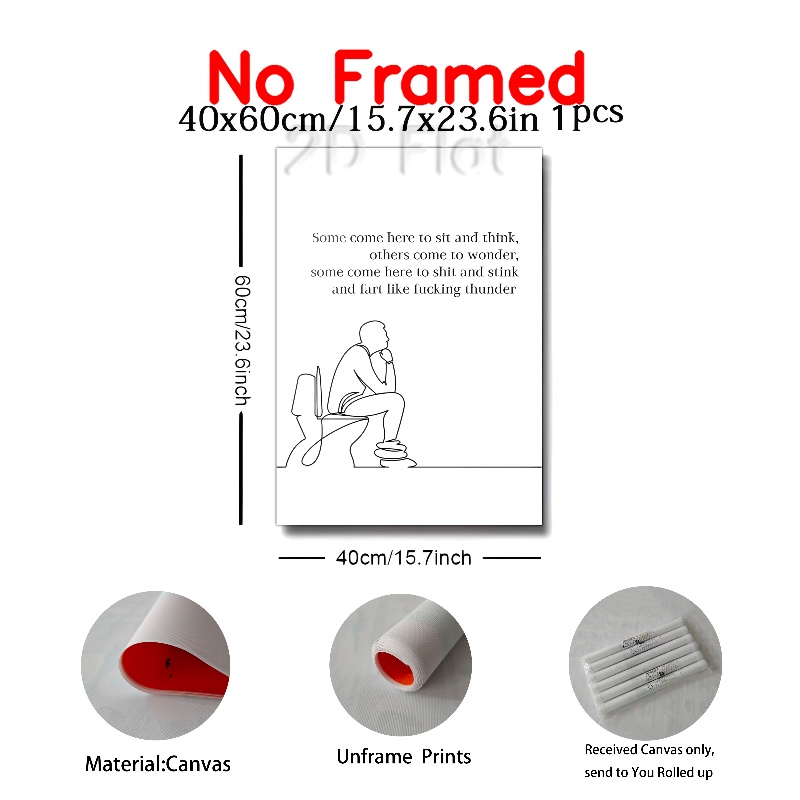 No Framed
40x60cm/15.7x23.6in 1pcs
2D Flat
Some come here to sit and think,
others come to wonder,
some come here to shit and stink
and fart like fucking thunder
60cm/23.6inch
40cm/15.7inch
Material:Canvas
Unframe Prints
Received Canvas only,
send to You Rolled up